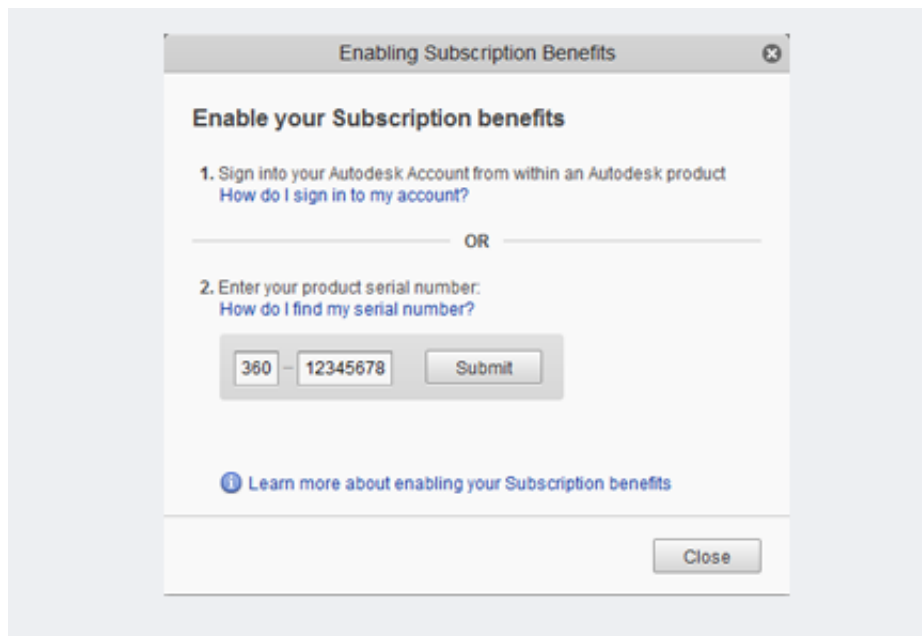 Enabling Subscription Benefits
Enable your Subscription benefits
1. Sign into your Autodesk Account from within an Autodesk product
How do I sign in to my account?
OR
2. Enter your product serial number:
How do I find my serial number?
360 – 12345678 Submit
Learn more about enabling your Subscription benefits
Close